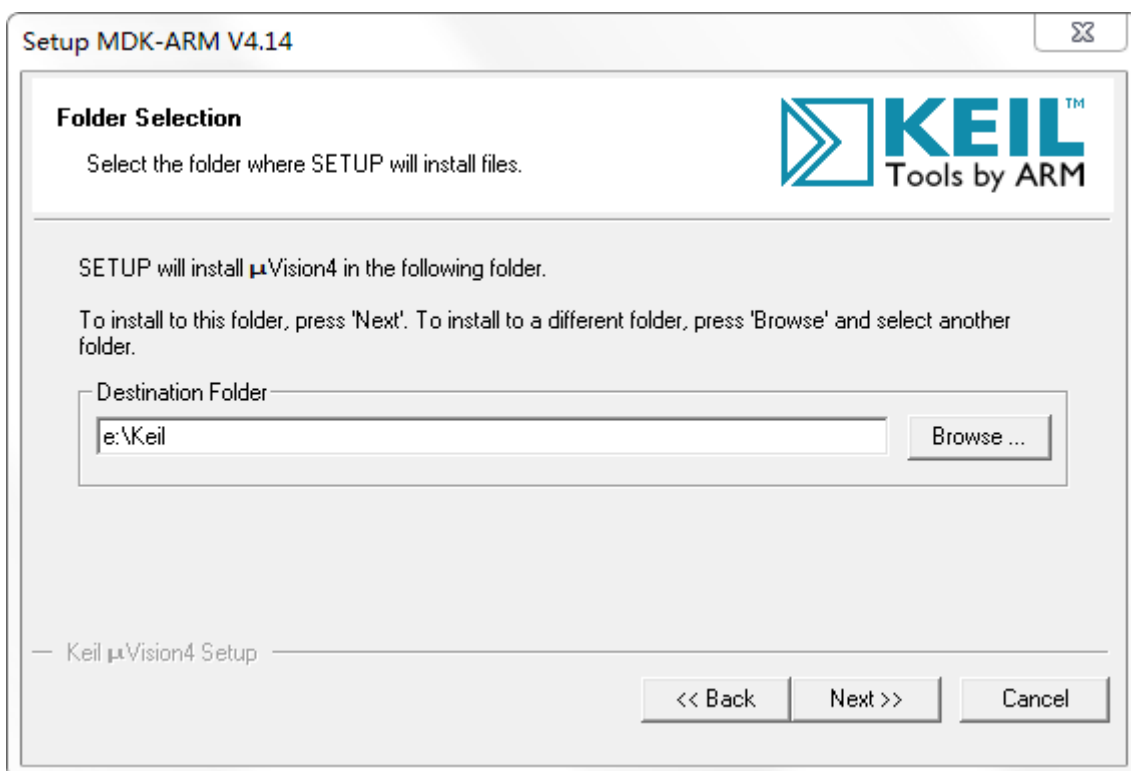 Setup MDK-ARM V4.14
Folder Selection
Select the folder where SETUP will install files.
KEIL™
Tools by ARM
SETUP will install µVision4 in the following folder.
To install to this folder, press 'Next'. To install to a different folder, press 'Browse' and select another
folder.
Destination Folder
e:\Keil
Browse ...
Keil µVision4 Setup
<< Back
Next >>
Cancel